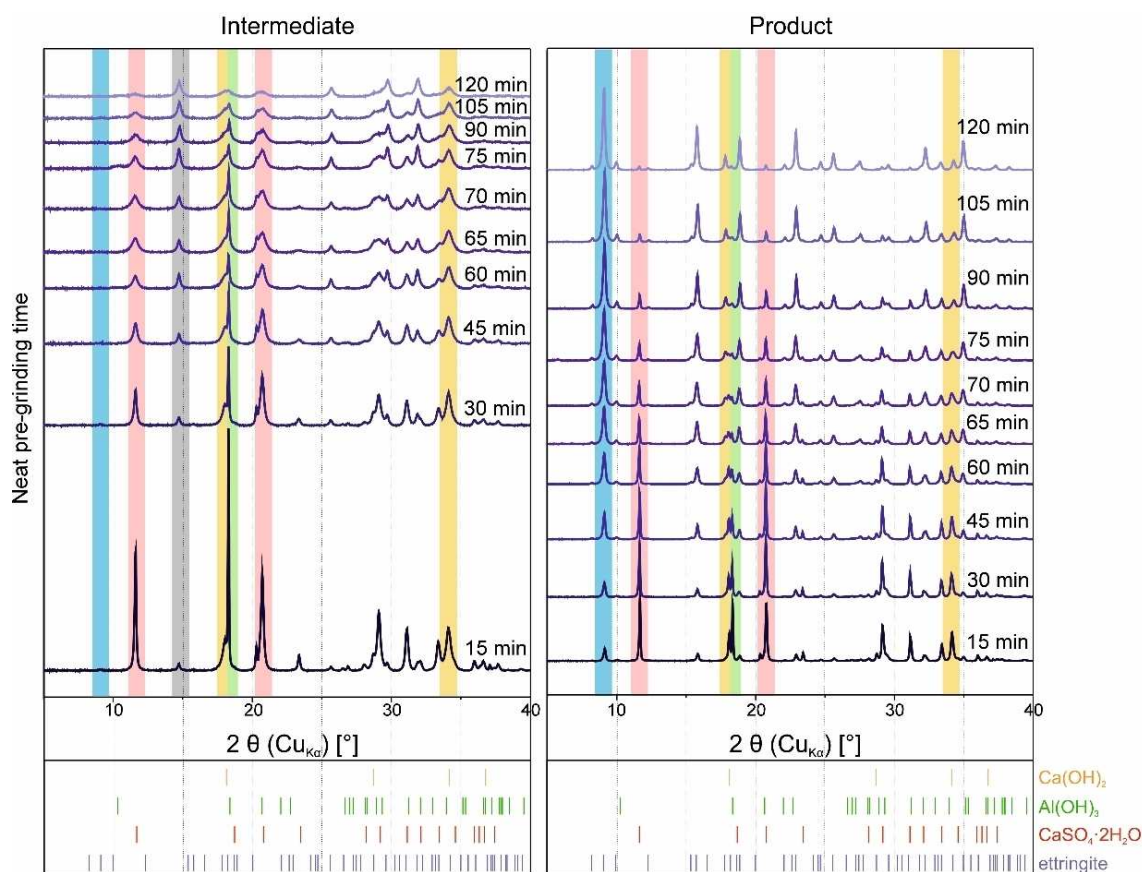 Intermediate
Product
Neat pre-grinding time
120 min
105 min
90 min
75 min
70 min
65 min
60 min
45 min
30 min
15 min
120 min
105 min
90 min
75 min
70 min
65 min
60 min
45 min
30 min
15 min
10 20 30 40
10 20 30 40
2 θ (Cu_Kα) [°]
2 θ (Cu_Kα) [°]
Ca(OH)₂
Al(OH)₃
CaSO₄·2H₂O
ettringite